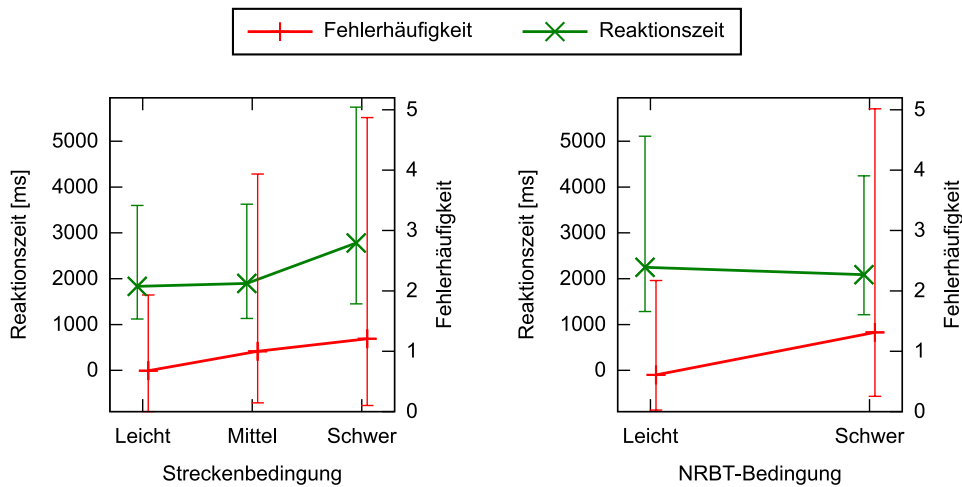 Fehlerhäufigkeit
Reaktionszeit
Reaktionszeit [ms]
5000
4000
3000
2000
1000
0
5
4
3
2
1
0
Fehlerhäufigkeit
Leicht Mittel Schwer
Streckenbedingung
Reaktionszeit [ms]
5000
4000
3000
2000
1000
0
5
4
3
2
1
0
Fehlerhäufigkeit
Leicht Schwer
NRBT-Bedingung